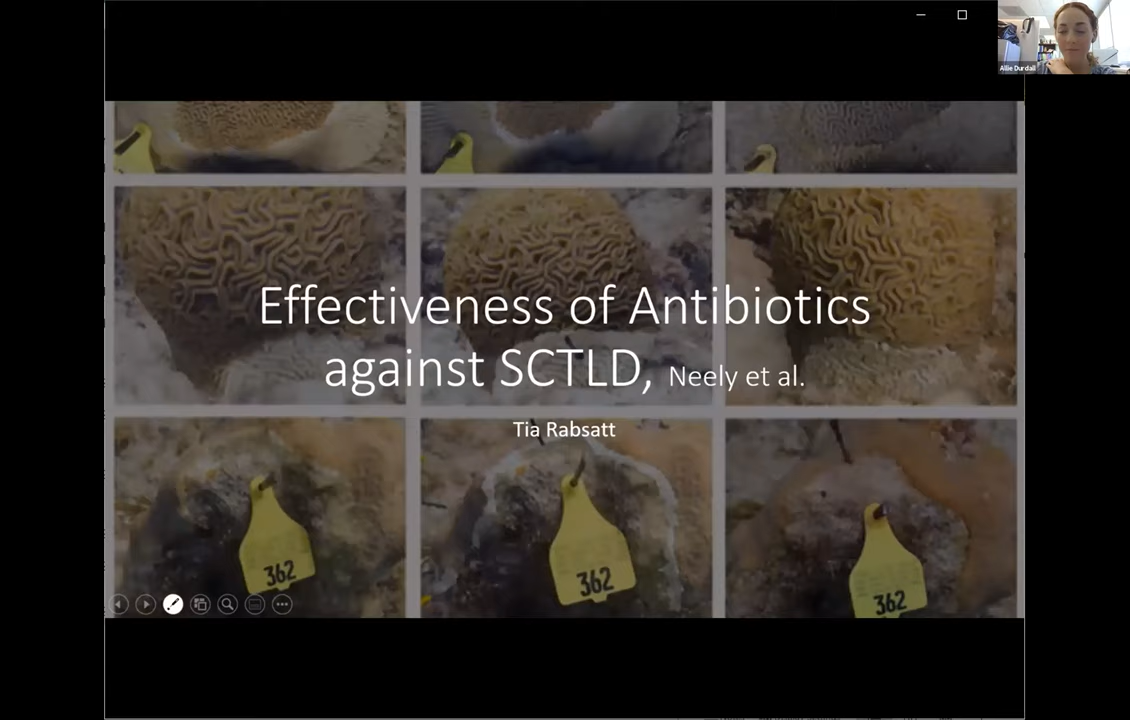 Allie Durdall
Effectiveness of Antibiotics
against SCTLD, Neely et al.
Tia Rabsatt
362
362
362